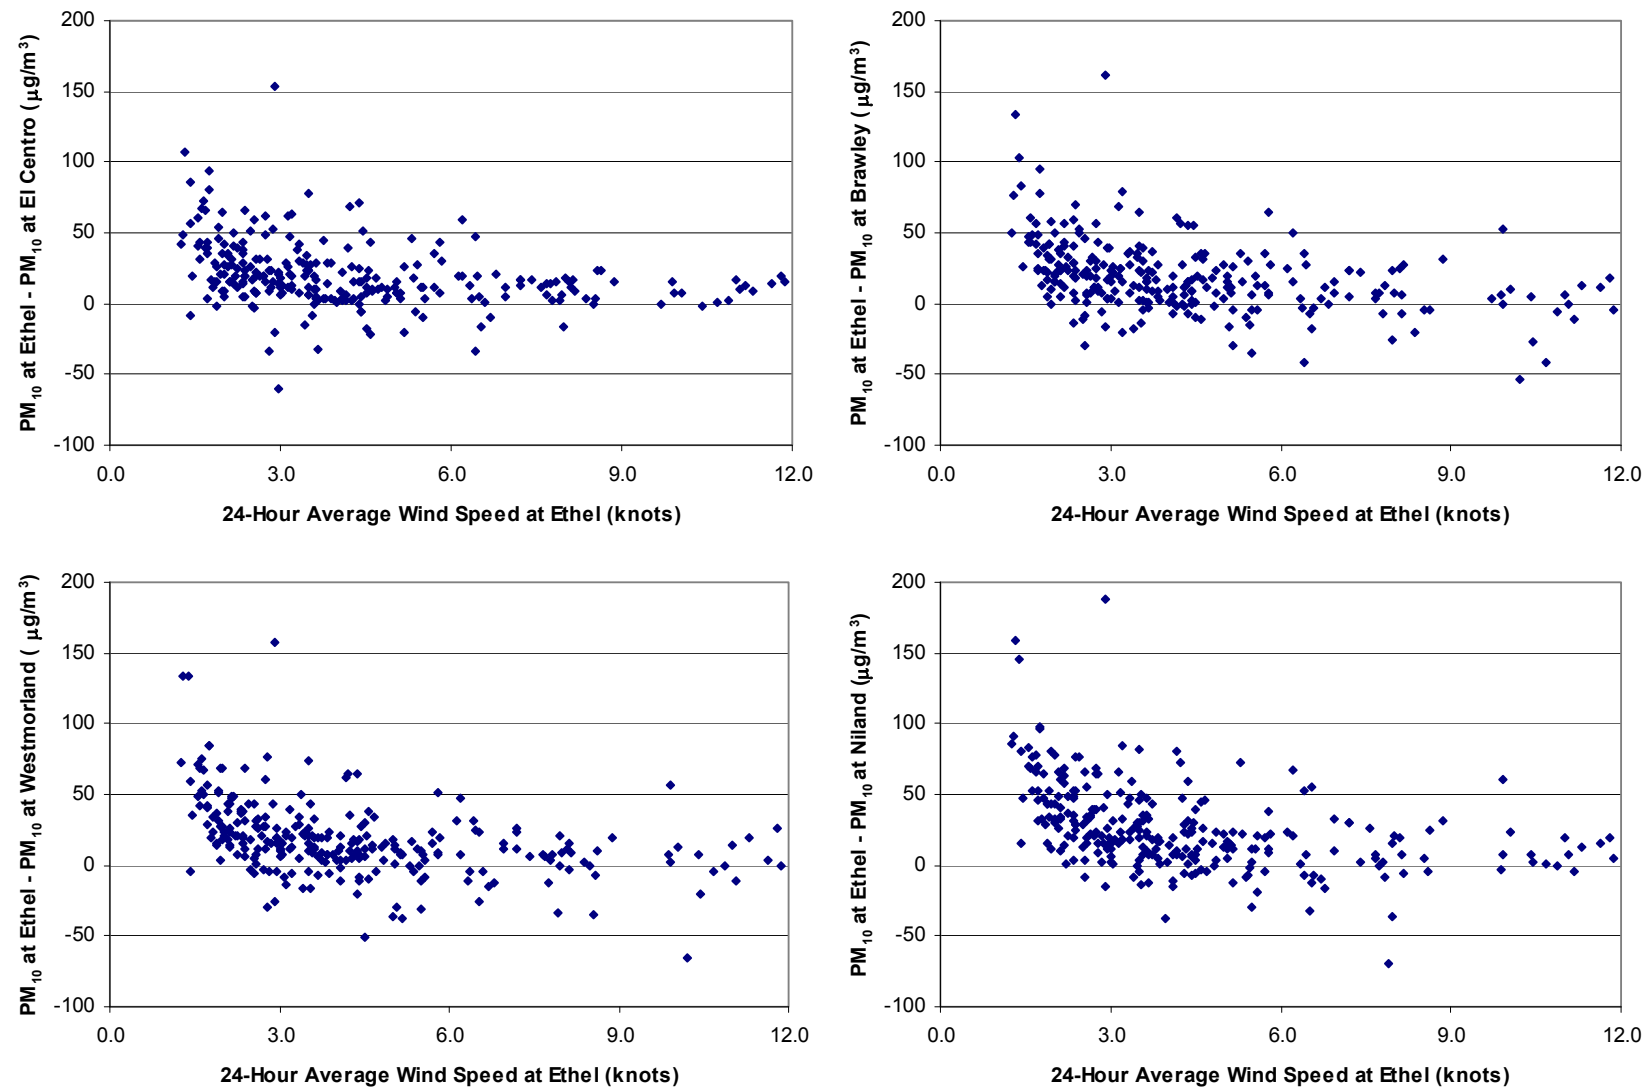 PM10 at Ethel - PM10 at El Centro (μg/m3)
200
150
100
50
0
-50
-100
0.0 3.0 6.0 9.0 12.0
24-Hour Average Wind Speed at Ethel (knots)
PM10 at Ethel - PM10 at Brawley (μg/m3)
200
150
100
50
0
-50
-100
0.0 3.0 6.0 9.0 12.0
24-Hour Average Wind Speed at Ethel (knots)
PM10 at Ethel - PM10 at Westmorland (μg/m3)
200
150
100
50
0
-50
-100
0.0 3.0 6.0 9.0 12.0
24-Hour Average Wind Speed at Ethel (knots)
PM10 at Ethel - PM10 at Niland (μg/m3)
200
150
100
50
0
-50
-100
0.0 3.0 6.0 9.0 12.0
24-Hour Average Wind Speed at Ethel (knots)